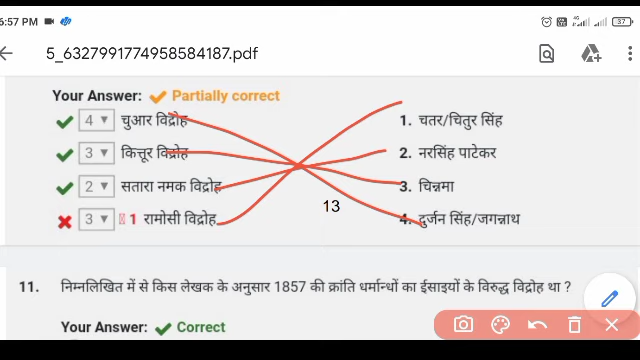 6:57 PM 4G 37
5_6327991774958584187.pdf
Your Answer: Partially correct
4 चुआर विद्रोह 1. चतर/चितुर सिंह
3 कित्तूर विद्रोह 2. नरसिंह पाटेकर
2 सतारा नमक विद्रोह 3. चिन्नमा
3 1 रामोसी विद्रोह 4. दुर्जन सिंह/जगन्नाथ
13
11. निम्नलिखित में से किस लेखक के अनुसार 1857 की क्रांति धर्मान्धों का ईसाइयों के विरुद्ध विद्रोह था ?
Your Answer: Correct